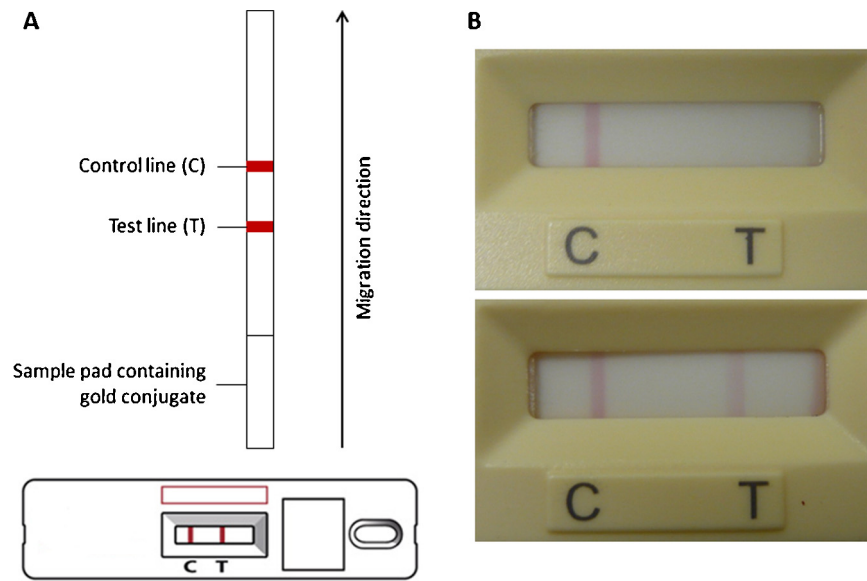 A
Control line (C)
Test line (T)
Migration direction
Sample pad containing
gold conjugate
C T
B
C T
C T